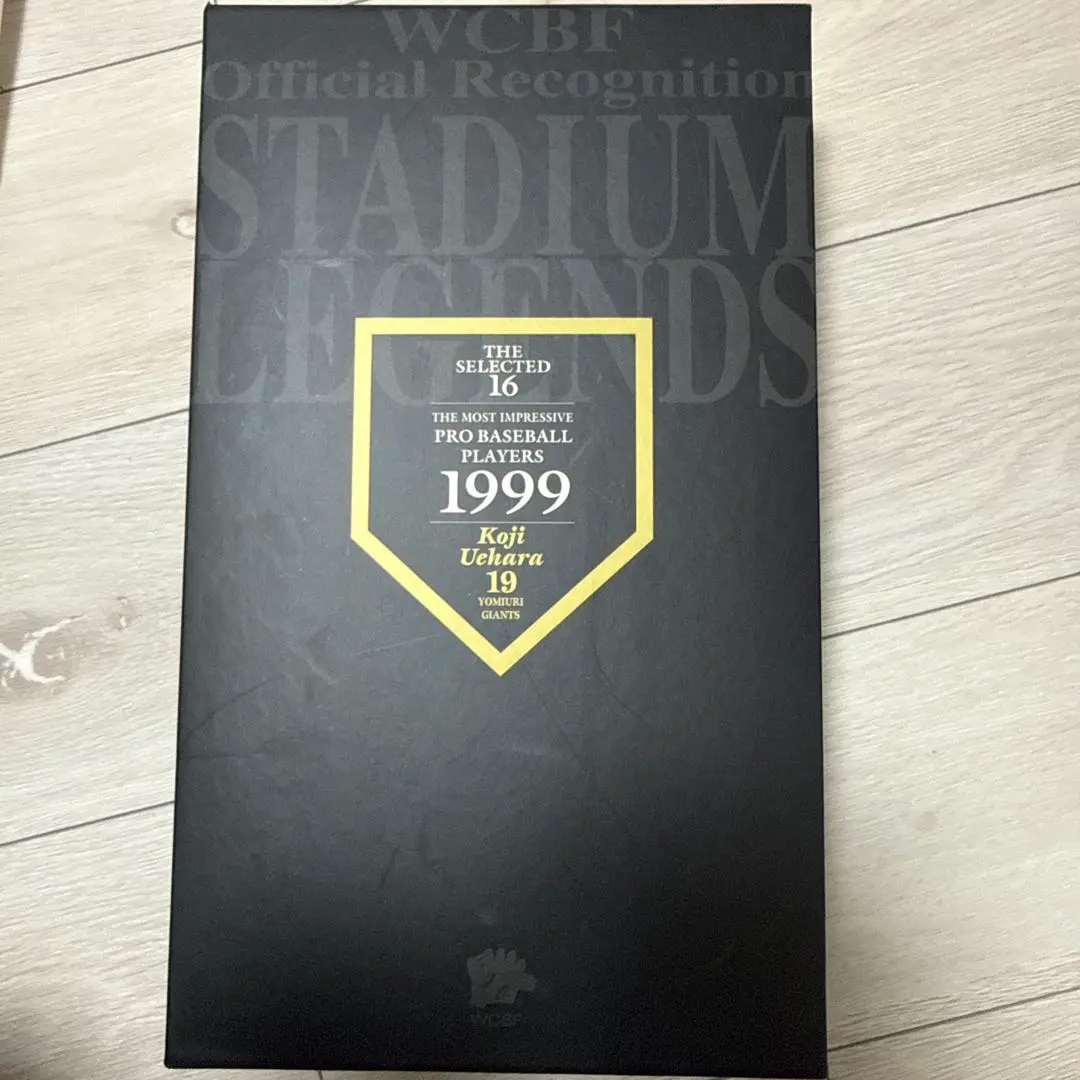 WCBF
Official Recognition
STADIUM
LEGENDS
THE
SELECTED
16
THE MOST IMPRESSIVE
PRO BASEBALL
PLAYERS
1999
Koji
Uehara
19
YOMIURI
GIANTS
WCBF